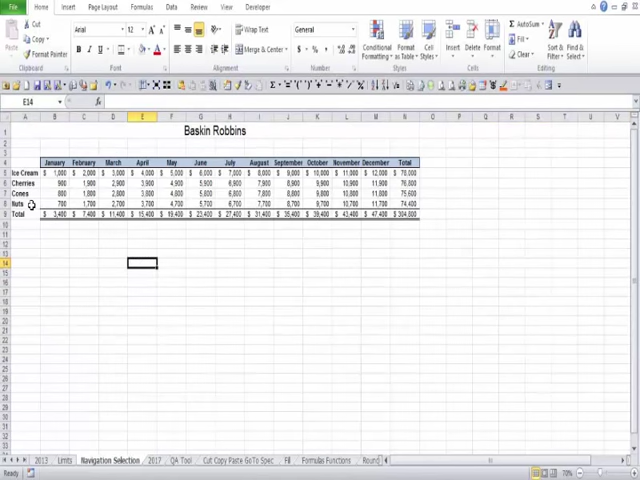 File Home Insert Page Layout Formulas Data Review View Developer
Cut
Copy
Format Painter
Paste
Clipboard
Arial 12
B I U
Font
Wrap Text
Merge & Center
Alignment
General
$ % ,
Number
Conditional Formatting
Format as Table
Cell Styles
Styles
Insert Delete Format
Cells
AutoSum
Fill
Clear
Sort & Filter
Find & Select
Editing
E14 fx
A B C D E F G H I J K L M N O P Q R S T U V
Baskin Robbins
January February March April May June July August September October November December Total
Ice Cream $ 1,000 $ 2,000 $ 3,000 $ 4,000 $ 5,000 $ 6,000 $ 7,000 $ 8,000 $ 9,000 $ 10,000 $ 11,000 $ 12,000 $ 78,000
Cherries 900 1,900 2,900 3,900 4,900 5,900 6,900 7,900 8,900 9,900 10,900 11,900 76,800
Cones 800 1,800 2,800 3,800 4,800 5,800 6,800 7,800 8,800 9,800 10,800 11,800 75,600
Nuts 700 1,700 2,700 3,700 4,700 5,700 6,700 7,700 8,700 9,700 10,700 11,700 74,400
Total $ 3,400 $ 7,400 $ 11,400 $ 15,400 $ 19,400 $ 23,400 $ 27,400 $ 31,400 $ 35,400 $ 39,400 $ 43,400 $ 47,400 $ 304,800
2013 Limits Navigation Selection 2017 QA Tool Cut Copy Paste GoTo Spec Fill Formulas Functions Round
Ready 70%